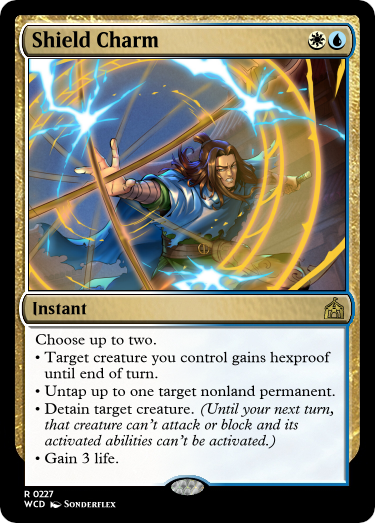 Shield Charm
Instant
Choose up to two.
• Target creature you control gains hexproof
until end of turn.
• Untap up to one target nonland permanent.
• Detain target creature. (Until your next turn,
that creature can't attack or block and its
activated abilities can't be activated.)
• Gain 3 life.
R 0227
WCD SONDERFLEX